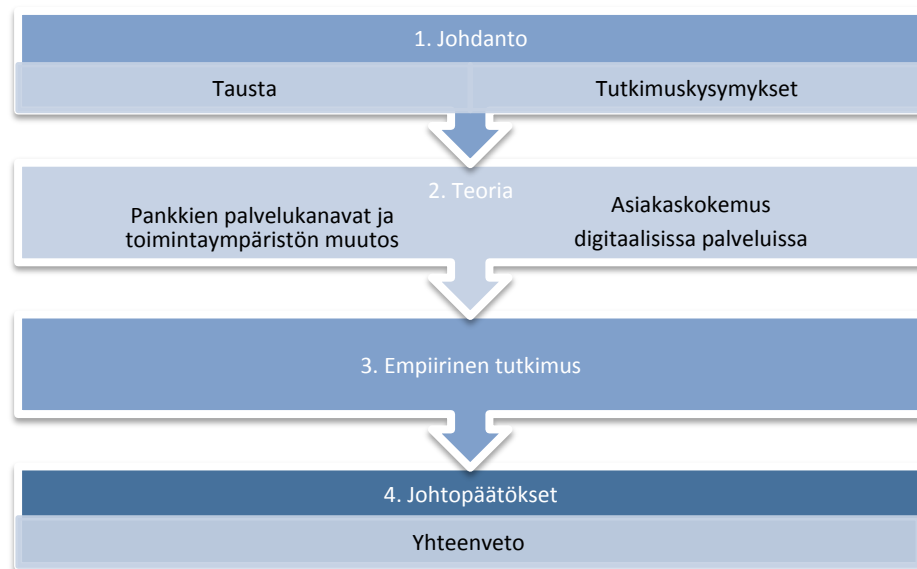 1. Johdanto
Tausta
Tutkimuskysymykset
2. Teoria
Pankkien palvelukanavat ja
toimintaympäristön muutos
Asiakaskokemus
digitaalisissa palveluissa
3. Empiirinen tutkimus
4. Johtopäätökset
Yhteenveto